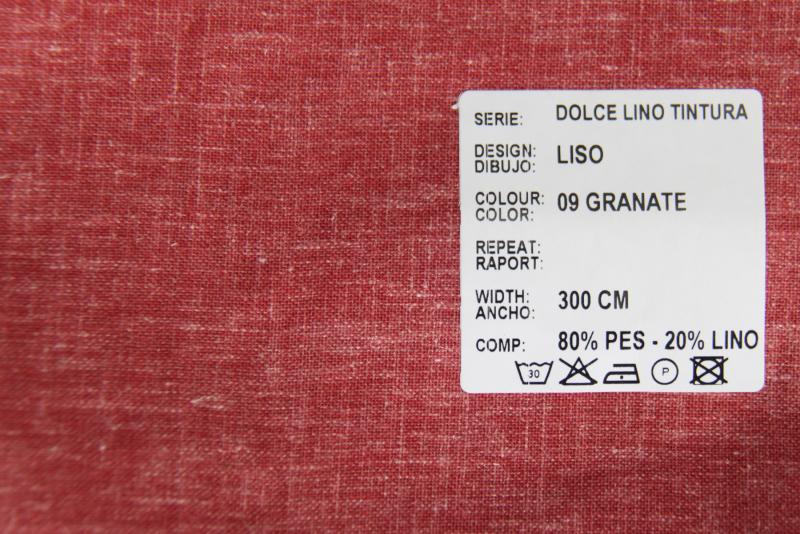 SERIE: DOLCE LINO TINTURA
DESIGN:
DIBUJO: LISO
COLOUR:
COLOR: 09 GRANATE
REPEAT:
RAPORT:
WIDTH:
ANCHO: 300 CM
COMP: 80% PES - 20% LINO
30 P